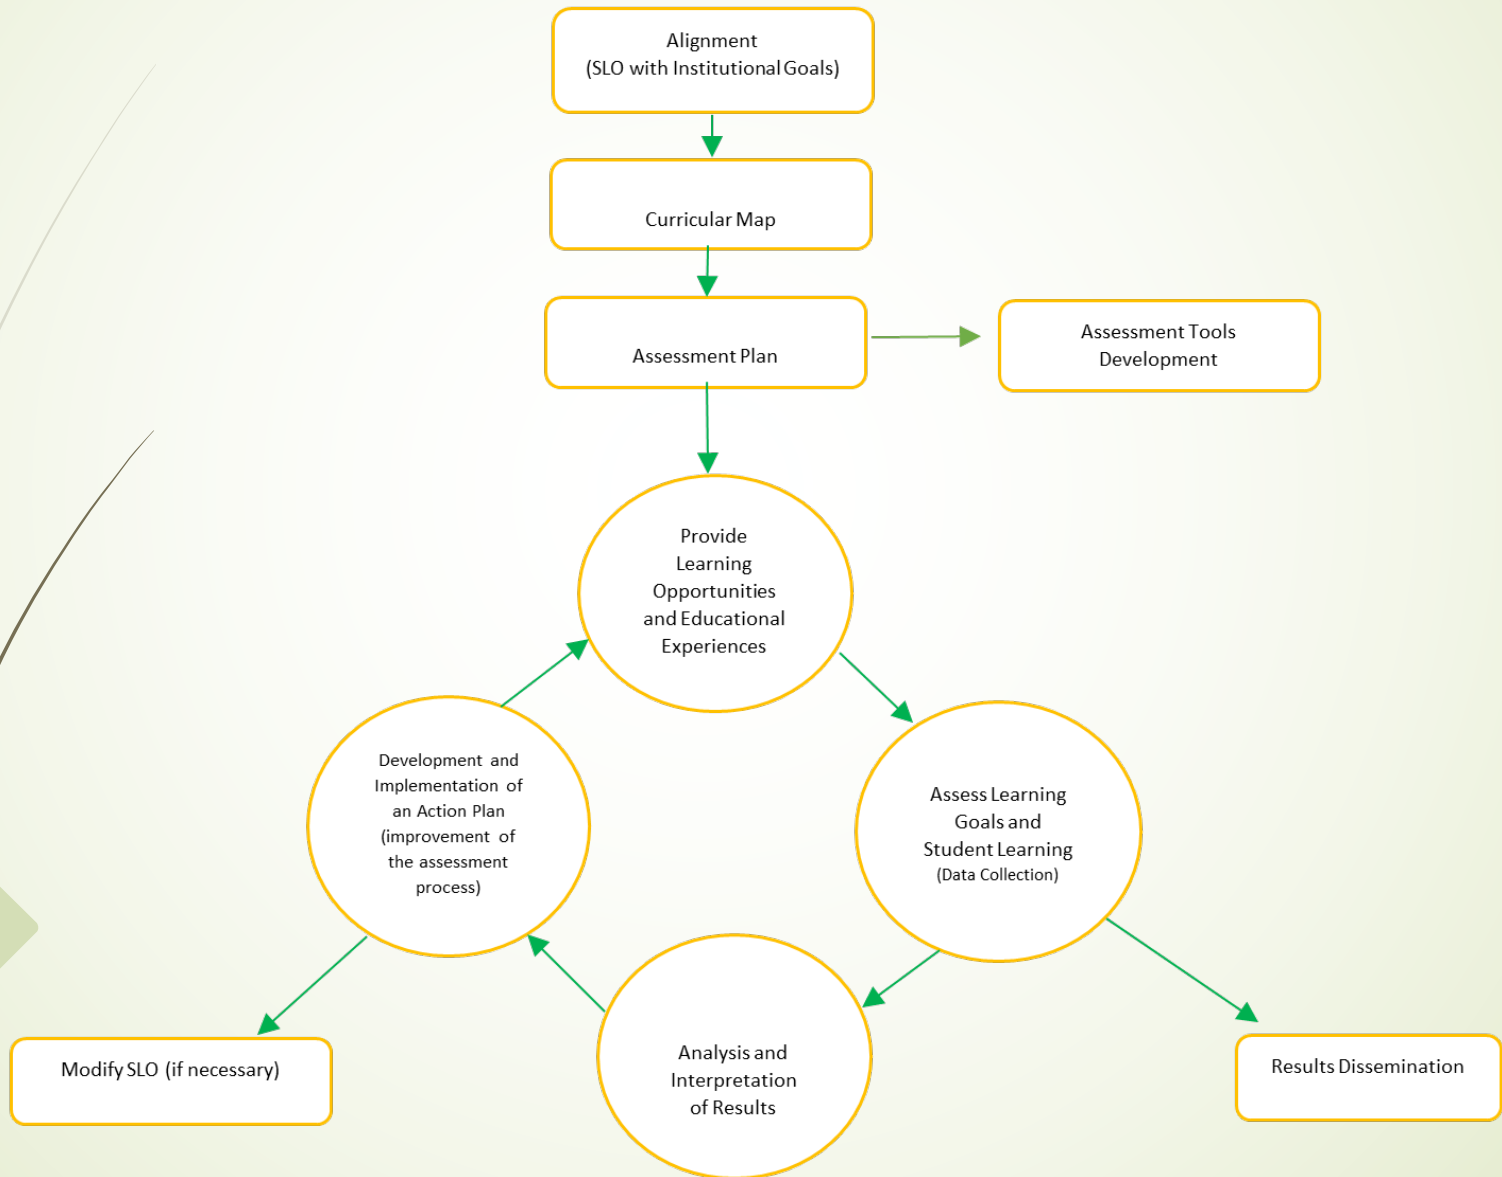 Alignment
(SLO with Institutional Goals)
Curricular Map
Assessment Plan
Assessment Tools
Development
Provide
Learning
Opportunities
and Educational
Experiences
Development and
Implementation of
an Action Plan
(improvement of
the assessment
process)
Assess Learning
Goals and
Student Learning
(Data Collection)
Analysis and
Interpretation
of Results
Modify SLO (if necessary)
Results Dissemination